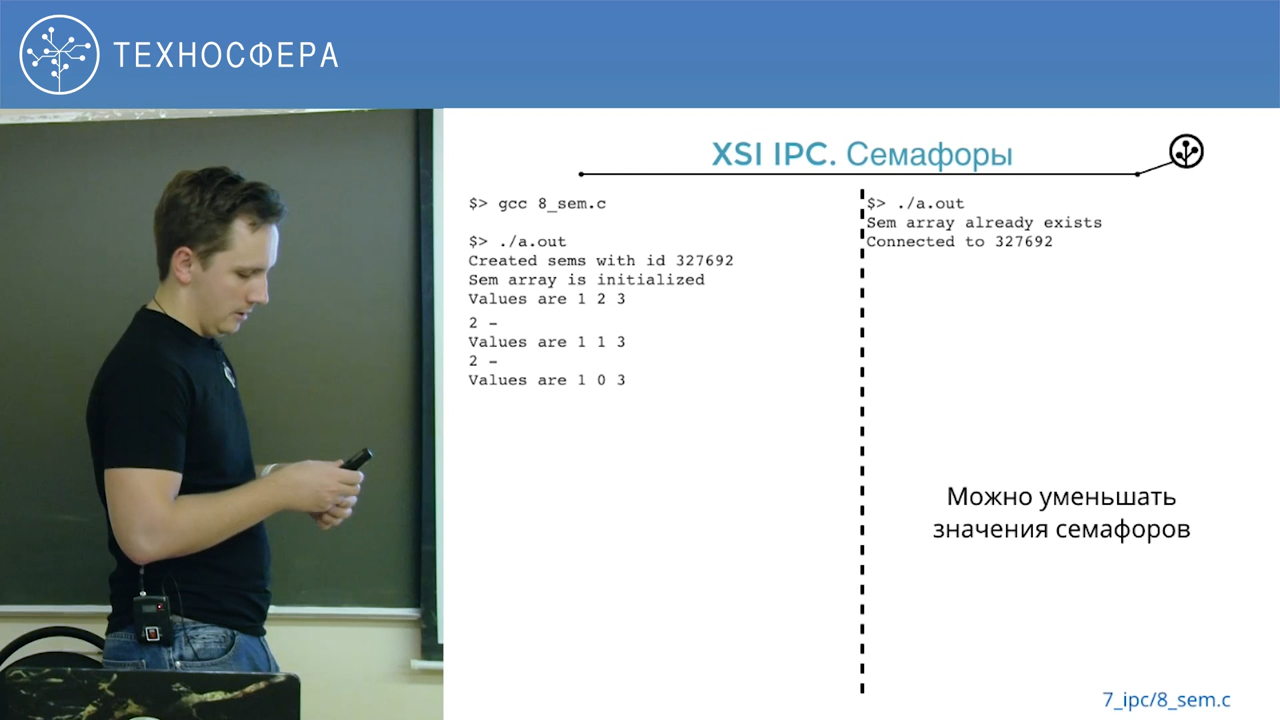 ТЕХНОСФЕРА
XSI IPC. Семафоры
$> gcc 8_sem.c
$> ./a.out
Created sems with id 327692
Sem array is initialized
Values are 1 2 3
2 -
Values are 1 1 3
2 -
Values are 1 0 3
$> ./a.out
Sem array already exists
Connected to 327692
Можно уменьшать
значения семафоров
7_ipc/8_sem.c